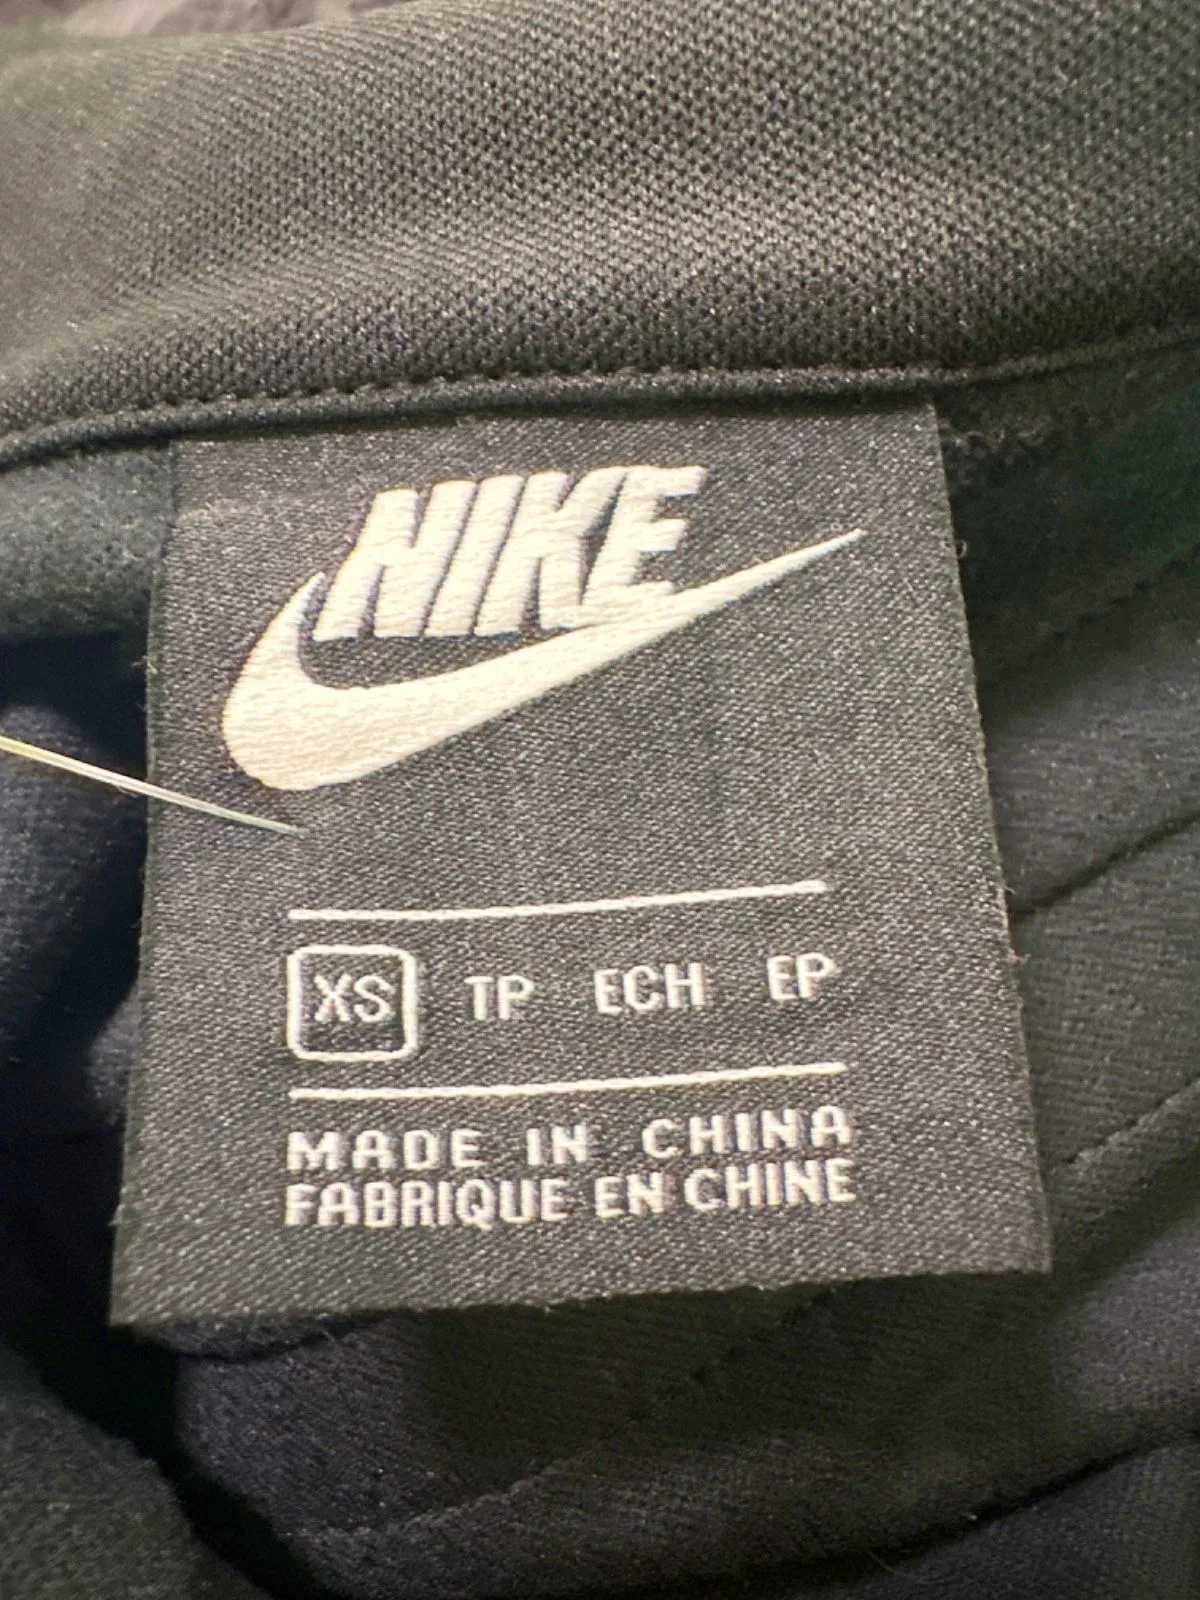 NIKE
XS TP ECH EP
MADE IN CHINA
FABRIQUE EN CHINE